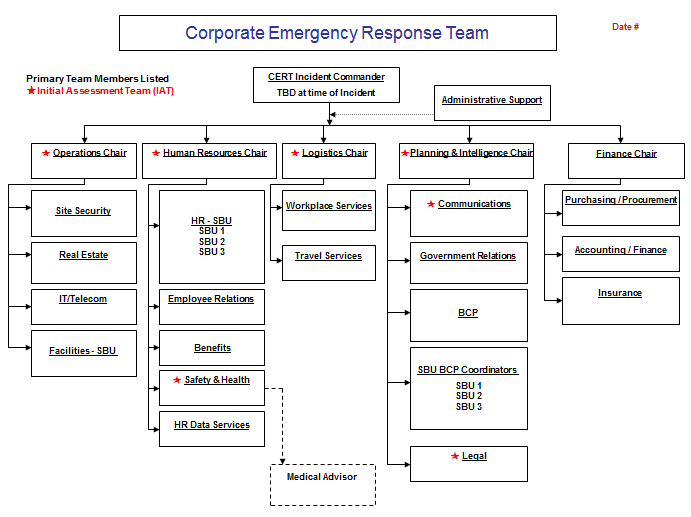 Corporate Emergency Response Team
Date #
Primary Team Members Listed
★Initial Assessment Team (IAT)
CERT Incident Commander
TBD at time of Incident
Administrative Support
★ Operations Chair
★ Human Resources Chair
★ Logistics Chair
★Planning & Intelligence Chair
Finance Chair
Site Security
Real Estate
IT/Telecom
Facilities - SBU
HR - SBU
SBU 1
SBU 2
SBU 3
Employee Relations
Benefits
★ Safety & Health
HR Data Services
Medical Advisor
Workplace Services
Travel Services
★ Communications
Government Relations
BCP
SBU BCP Coordinators
SBU 1
SBU 2
SBU 3
★ Legal
Purchasing / Procurement
Accounting / Finance
Insurance